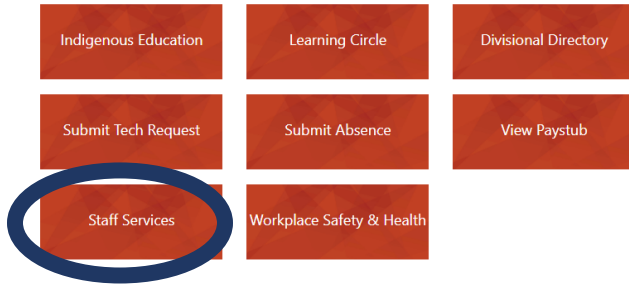 Indigenous Education
Learning Circle
Divisional Directory
Submit Tech Request
Submit Absence
View Paystub
Staff Services
Workplace Safety & Health